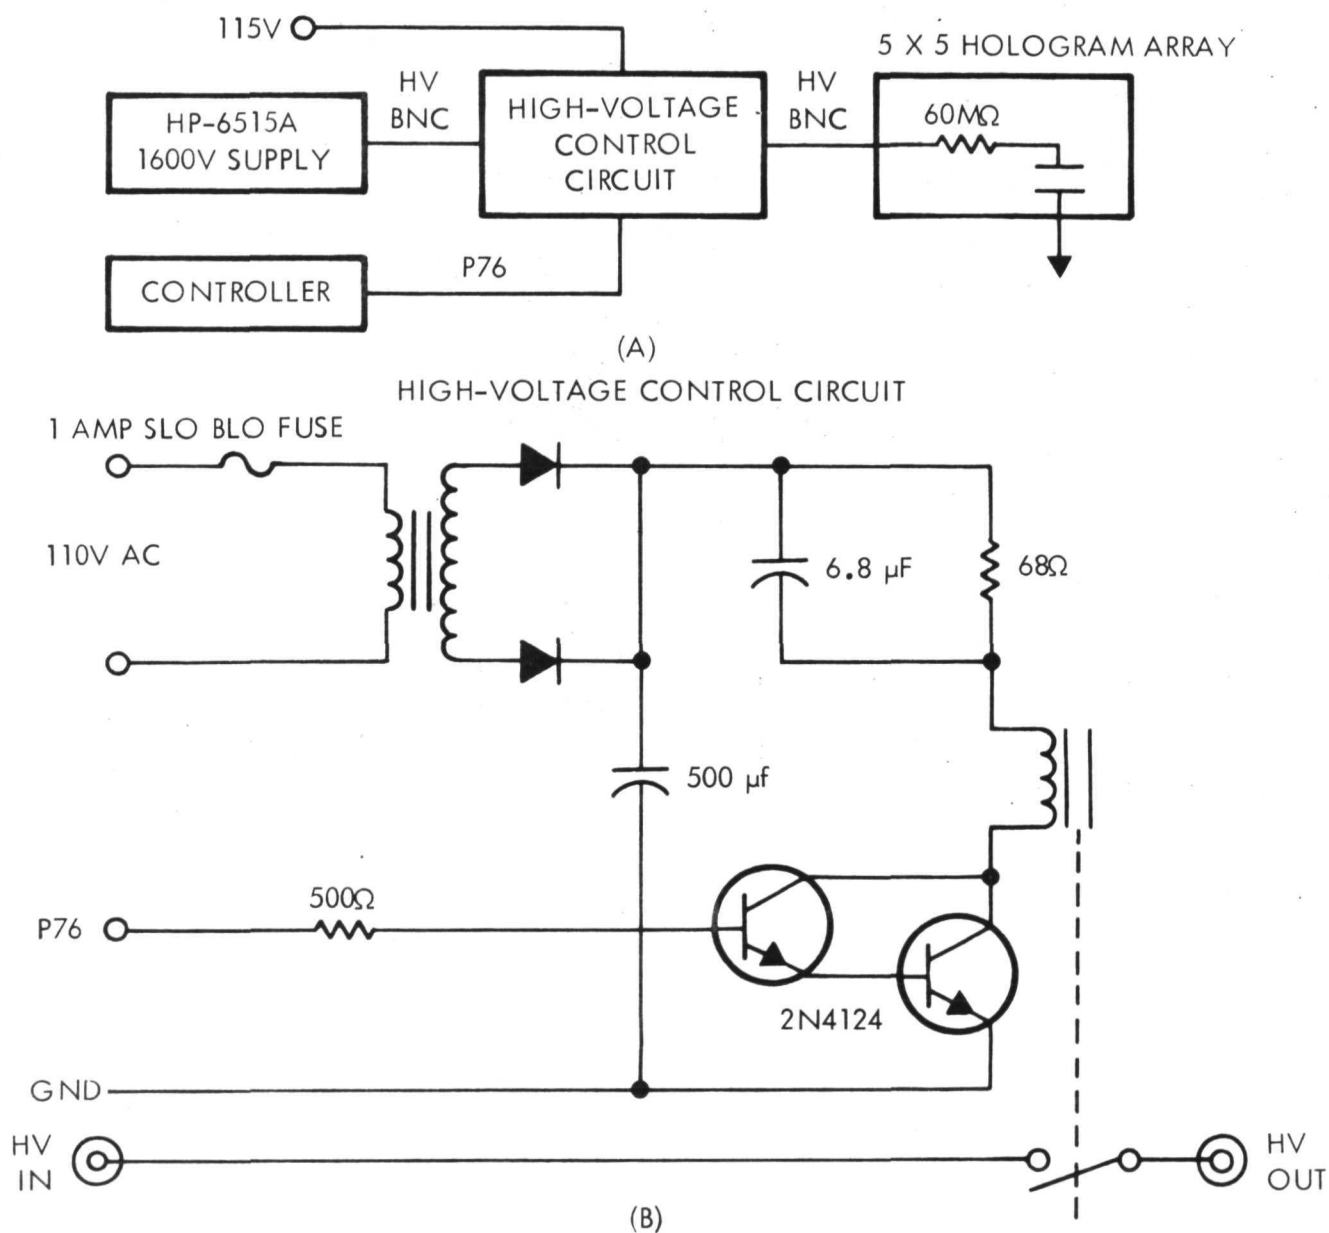 115V
5 X 5 HOLOGRAM ARRAY
HP-6515A
1600V SUPPLY
HV
BNC
HIGH-VOLTAGE
CONTROL
CIRCUIT
HV
BNC
60MΩ
CONTROLLER
P76
(A)
HIGH-VOLTAGE CONTROL CIRCUIT
1 AMP SLO BLO FUSE
110V AC
6.8 µF
68Ω
500 µf
P76
500Ω
2N4124
GND
HV
IN
HV
OUT
(B)